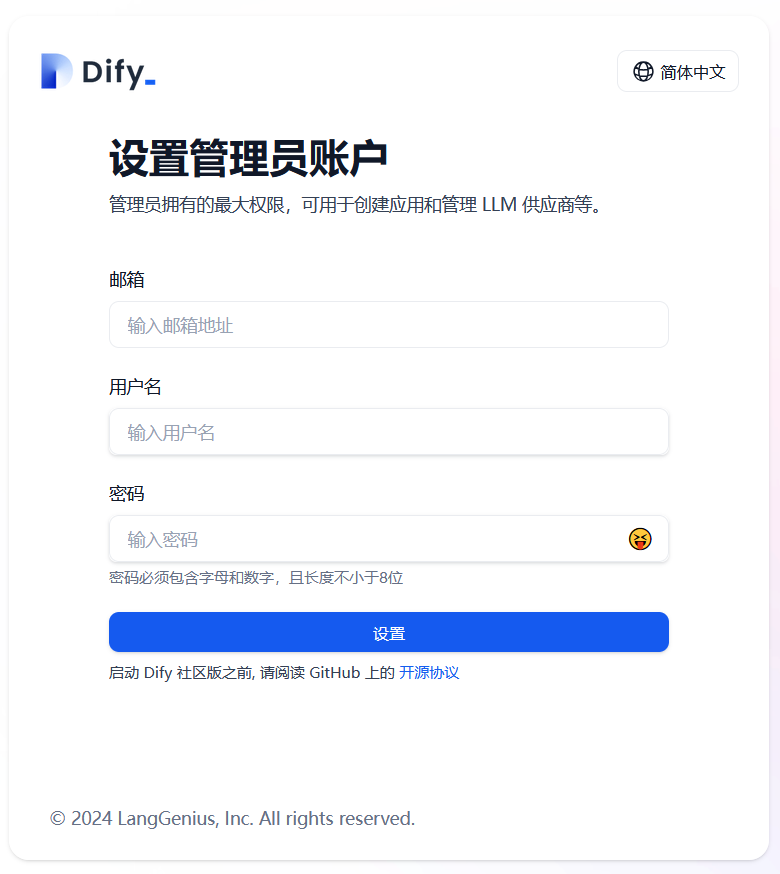 Dify_
简体中文
设置管理员账户
管理员拥有的最大权限，可用于创建应用和管理 LLM 供应商等。
邮箱
输入邮箱地址
用户名
输入用户名
密码
输入密码
密码必须包含字母和数字，且长度不小于8位
设置
启动 Dify 社区版之前, 请阅读 GitHub 上的 开源协议
© 2024 LangGenius, Inc. All rights reserved.